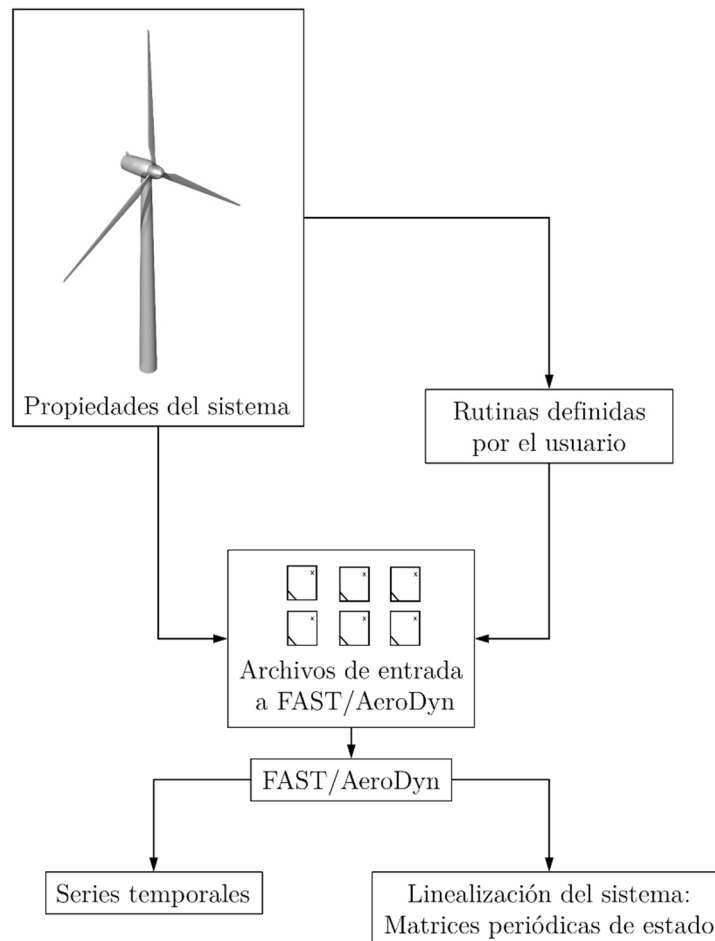 Propiedades del sistema
Rutinas definidas
por el usuario
x x x
x x x
Archivos de entrada
a FAST/AeroDyn
FAST/AeroDyn
Series temporales
Linealización del sistema:
Matrices periódicas de estado